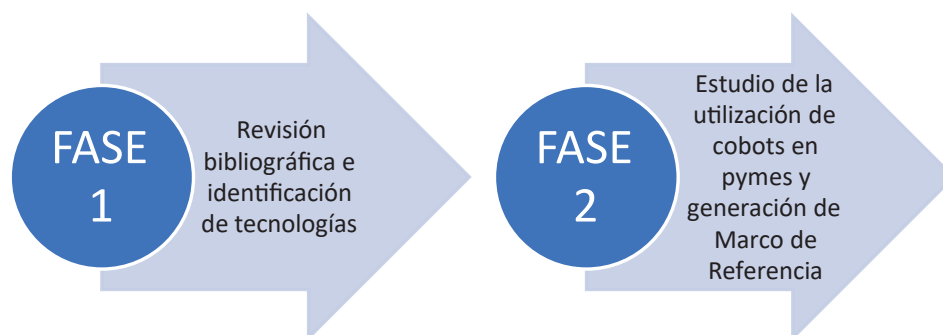 FASE
1
Revisión
bibliográfica e
identificación
de tecnologías
FASE
2
Estudio de la
utilización de
cobots en
pymes y
generación de
Marco de
Referencia